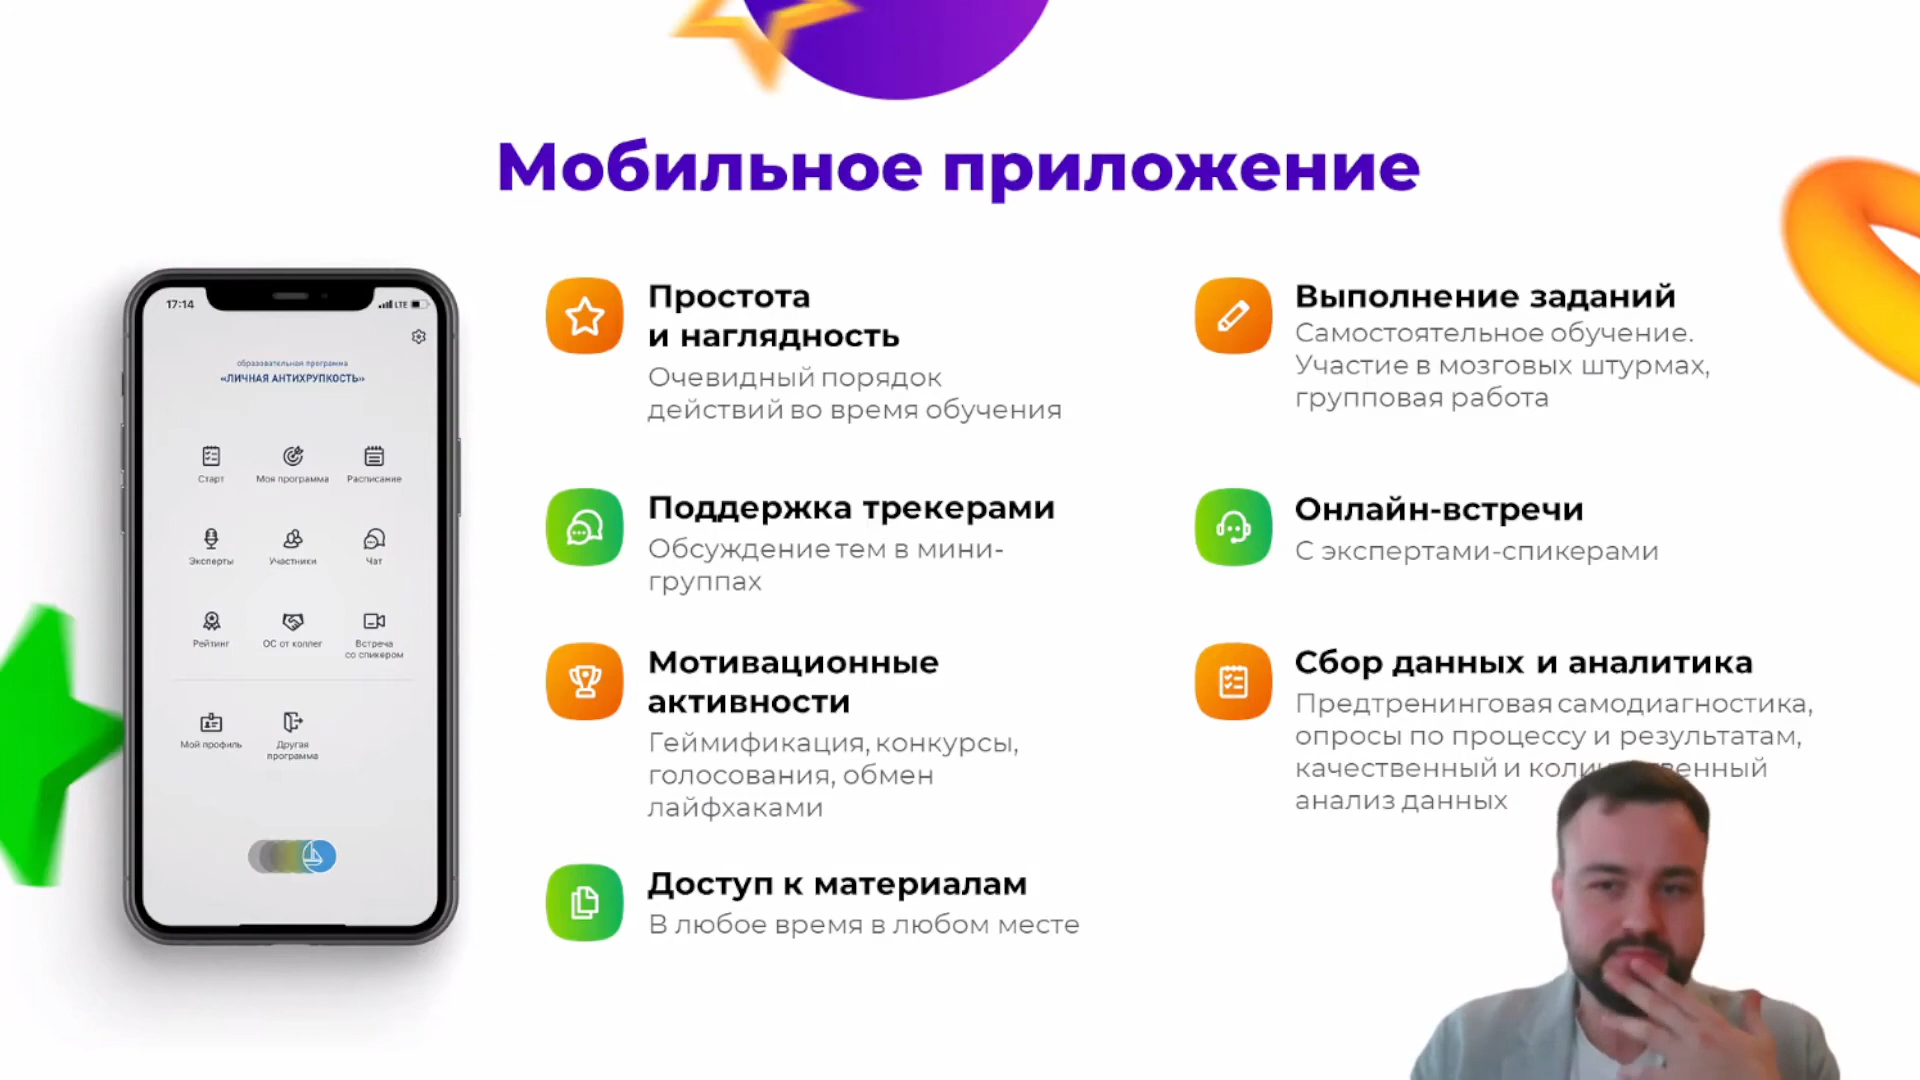 Мобильное приложение
17:14
LTE
образовательная программа
«ЛИЧНАЯ АНТИХРУПКОСТЬ»
Старт
Моя программа
Расписание
Эксперты
Участники
Чат
Рейтинг
ОС от коллег
Встреча
со спикером
Мой профиль
Другая
программа
Простота
и наглядность
Очевидный порядок
действий во время обучения
Поддержка трекерами
Обсуждение тем в мини-
группах
Мотивационные
активности
Геймификация, конкурсы,
голосования, обмен
лайфхаками
Доступ к материалам
В любое время в любом месте
Выполнение заданий
Самостоятельное обучение.
Участие в мозговых штурмах,
групповая работа
Онлайн-встречи
С экспертами-спикерами
Сбор данных и аналитика
Предтренинговая самодиагностика,
опросы по процессу и результатам,
качественный и
анализ данных